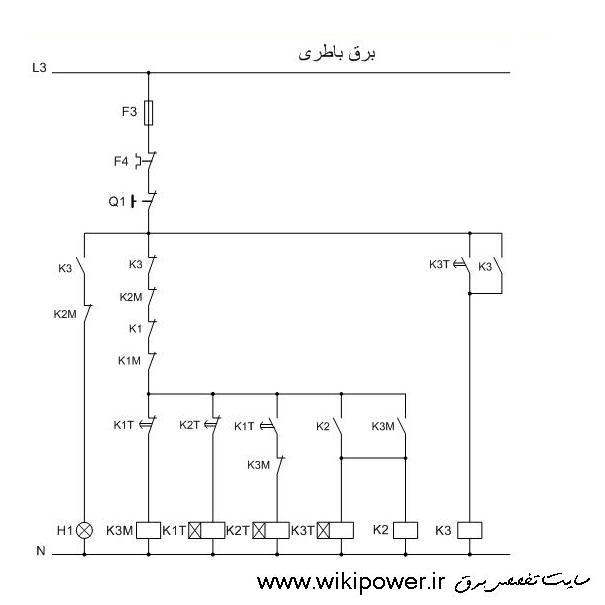 برق باطری
L3
F3
F4
Q1
K3
K3
K3T
K3
K2M
K2M
K1
K1M
K1T
K2T
K1T
K2
K3M
K3M
H1
K3M
K1T
K2T
K3T
K2
K3
N
www.wikipower.ir سایت تخصصی برق